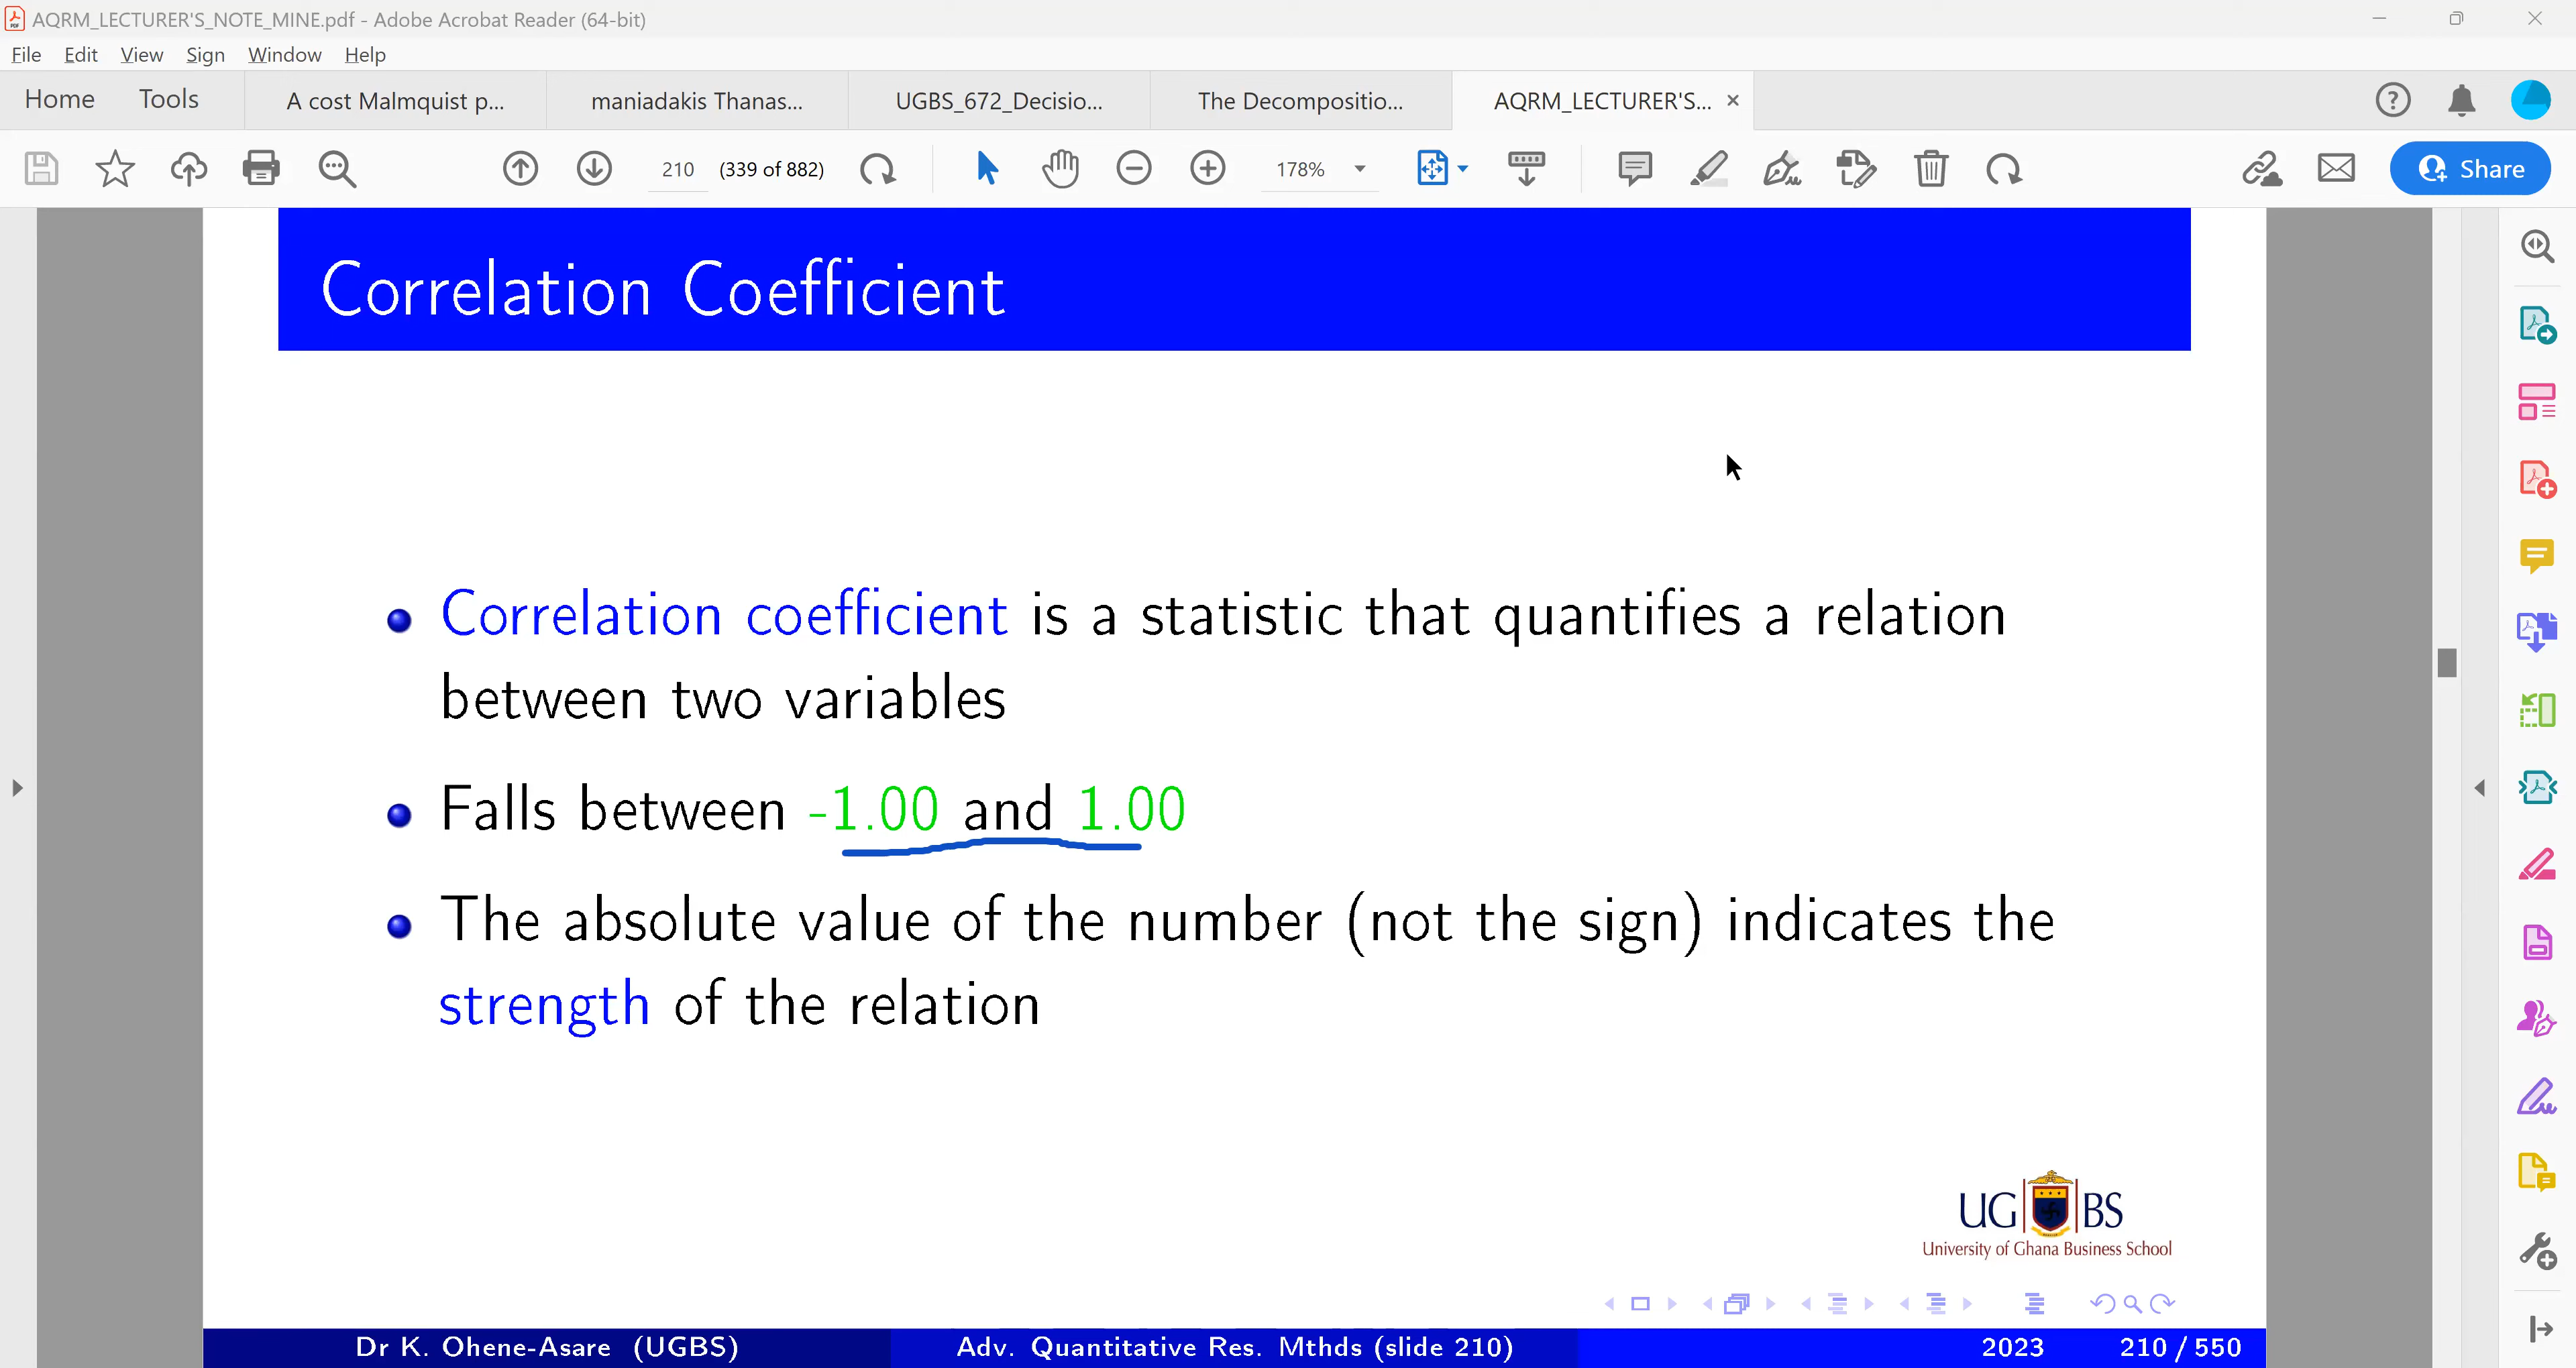 AQRM_LECTURER'S_NOTE_MINE.pdf - Adobe Acrobat Reader (64-bit)
File Edit View Sign Window Help
Home Tools A cost Malmquist p... maniadakis Thanas... UGBS_672_Decisio... The Decompositio... AQRM_LECTURER'S...
210 (339 of 882) 178% Share
Correlation Coefficient
Correlation coefficient is a statistic that quantifies a relation
between two variables
Falls between -1.00 and 1.00
The absolute value of the number (not the sign) indicates the
strength of the relation
UG BS
University of Ghana Business School
Dr K. Ohene-Asare (UGBS) Adv. Quantitative Res. Mthds (slide 210) 2023 210 / 550